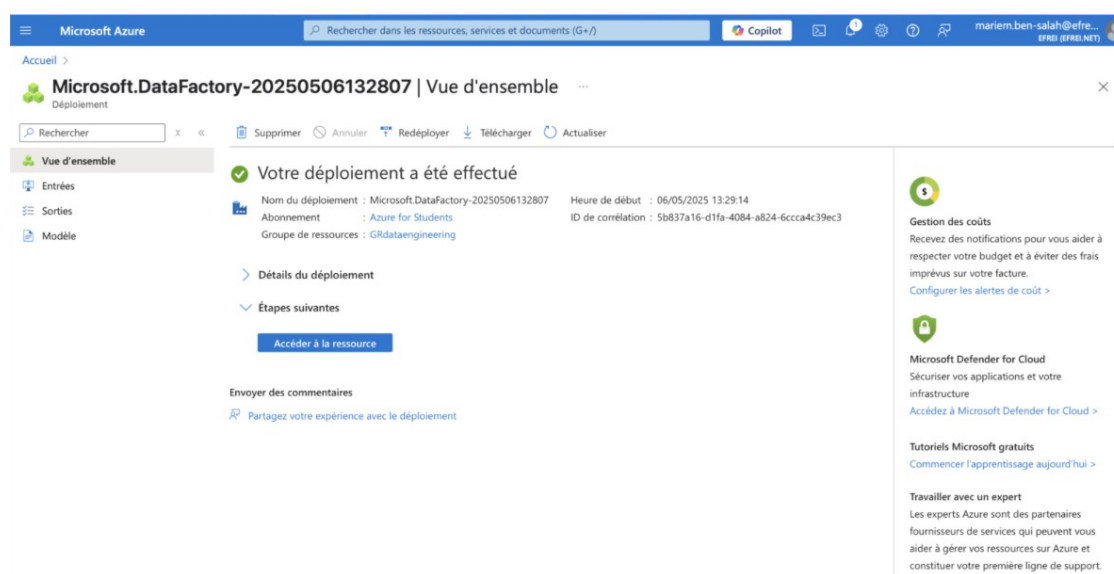 Microsoft Azure
Rechercher dans les ressources, services et documents (G+/)
Copilot
1
mariem.ben-salah@efre...
EFREI (EFREI.NET)
Accueil >
Microsoft.DataFactory-20250506132807 | Vue d'ensemble ...
Déploiement
Rechercher
Supprimer Annuler Redéployer Télécharger Actualiser
Vue d'ensemble
Entrées
Sorties
Modèle
Votre déploiement a été effectué
Nom du déploiement : Microsoft.DataFactory-20250506132807 Heure de début : 06/05/2025 13:29:14
Abonnement : Azure for Students ID de corrélation : 5b837a16-d1fa-4084-a824-6ccca4c39ec3
Groupe de ressources : GRdataengineering
Détails du déploiement
Étapes suivantes
Accéder à la ressource
Envoyer des commentaires
Partagez votre expérience avec le déploiement
Gestion des coûts
Recevez des notifications pour vous aider à
respecter votre budget et à éviter des frais
imprévus sur votre facture.
Configurer les alertes de coût >
Microsoft Defender for Cloud
Sécuriser vos applications et votre
infrastructure
Accédez à Microsoft Defender for Cloud >
Tutoriels Microsoft gratuits
Commencer l'apprentissage aujourd'hui >
Travailler avec un expert
Les experts Azure sont des partenaires
fournisseurs de services qui peuvent vous
aider à gérer vos ressources sur Azure et
constituer votre première ligne de support.